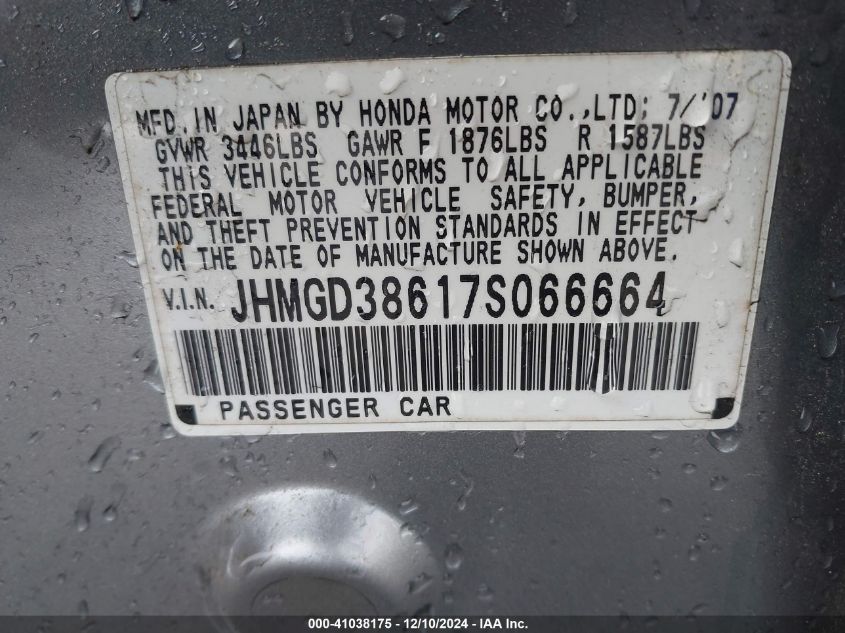 MFD. IN JAPAN BY HONDA MOTOR CO.,LTD; 7/'07
GVWR 3446LBS GAWR F 1876LBS R 1587LBS
THIS VEHICLE CONFORMS TO ALL APPLICABLE
FEDERAL MOTOR VEHICLE SAFETY, BUMPER,
AND THEFT PREVENTION STANDARDS IN EFFECT
ON THE DATE OF MANUFACTURE SHOWN ABOVE.
V.I.N. JHMGD38617S066664
PASSENGER CAR
000-41038175 - 12/10/2024 - IAA Inc.